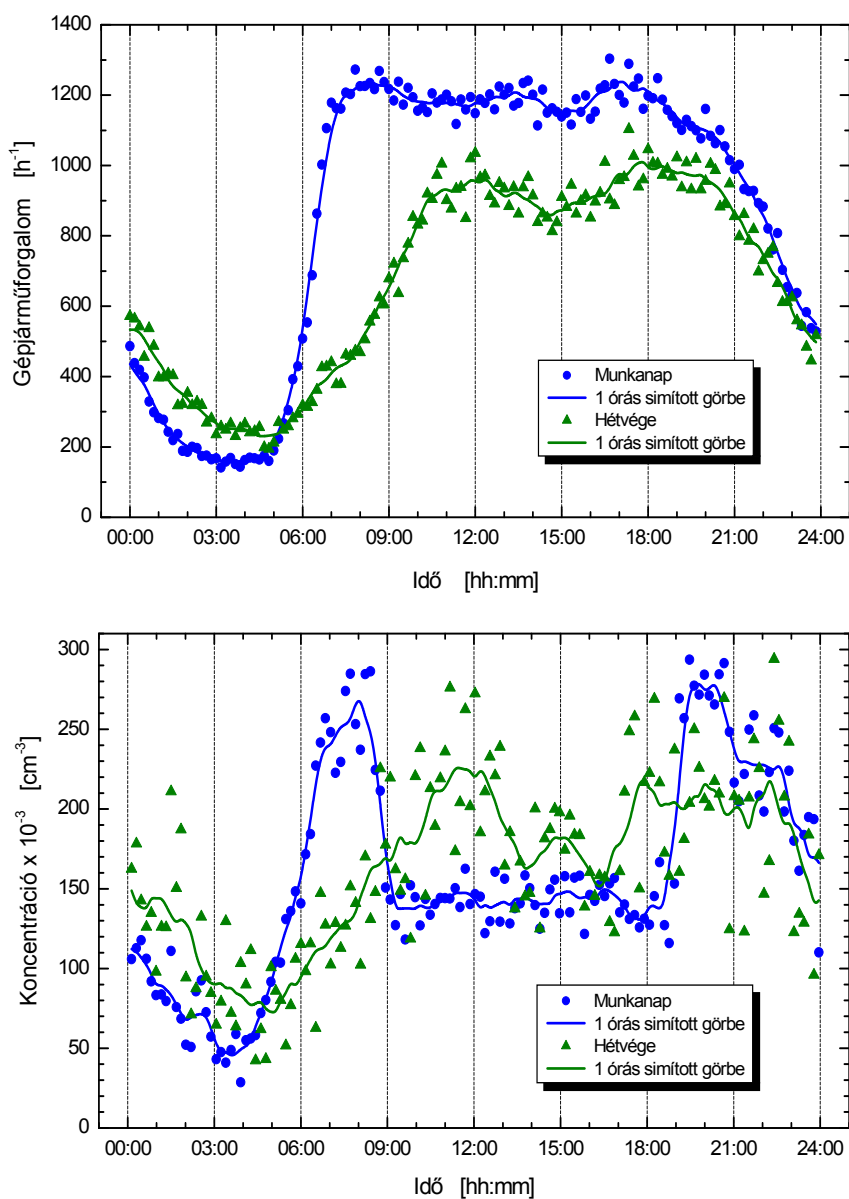 1400
1200
1000
800
600
400
200
0
Gépjárműforgalom [h⁻¹]
Munkanap
1 órás simított görbe
Hétvége
1 órás simított görbe
00:00 03:00 06:00 09:00 12:00 15:00 18:00 21:00 24:00
Idő [hh:mm]
300
250
200
150
100
50
0
Koncentráció x 10⁻³ [cm⁻³]
Munkanap
1 órás simított görbe
Hétvége
1 órás simított görbe
00:00 03:00 06:00 09:00 12:00 15:00 18:00 21:00 24:00
Idő [hh:mm]